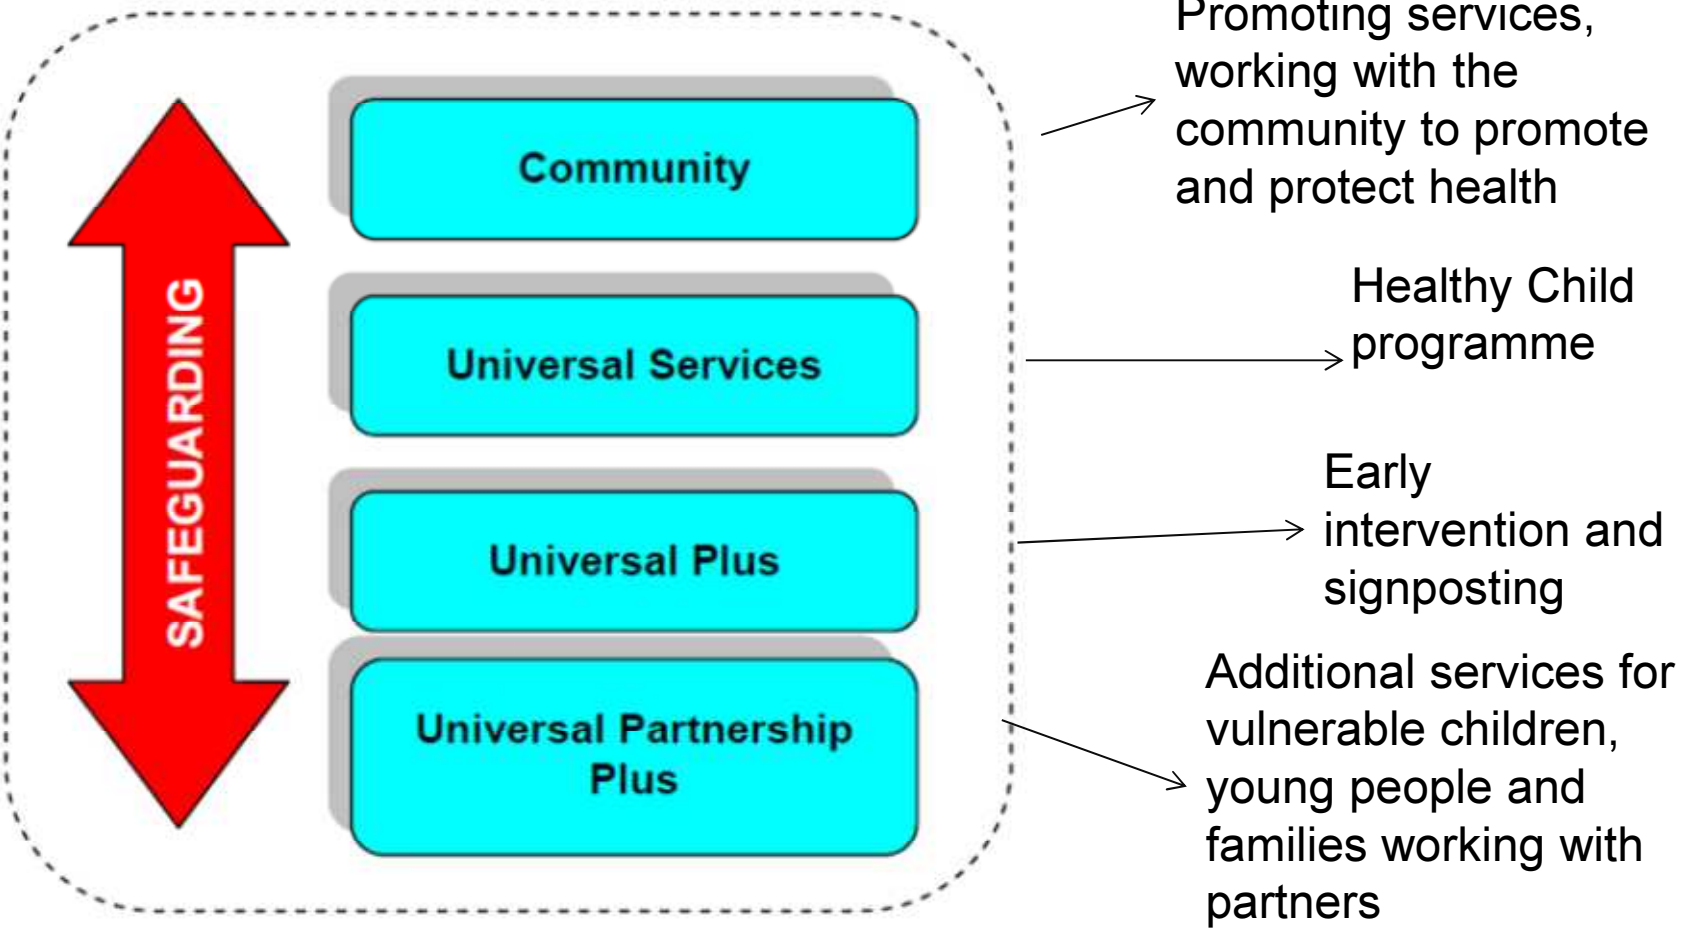 SAFEGUARDING
Community
Universal Services
Universal Plus
Universal Partnership
Plus
Promoting services,
working with the
community to promote
and protect health
Healthy Child
programme
Early
intervention and
signposting
Additional services for
vulnerable children,
young people and
families working with
partners